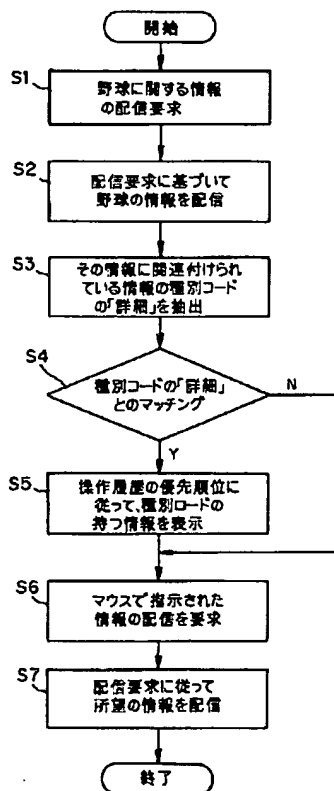 開始
S1
野球に関する情報
の配信要求
S2
配信要求に基づいて
野球の情報を配信
S3
その情報に関連付けられ
ている情報の種別コード
の「詳細」を抽出
S4
種別コードの「詳細」
とのマッチング
N
Y
S5
操作履歴の優先順位に
従って、種別コードの
持つ情報を表示
S6
マウスで指示された
情報の配信を要求
S7
配信要求に従って
所望の情報を配信
終了